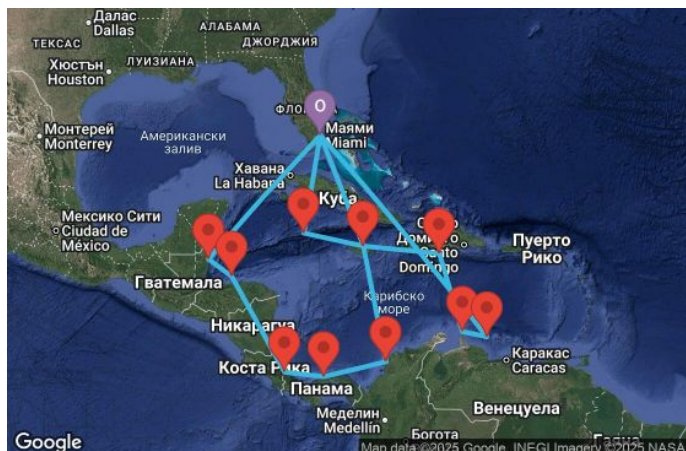 Далас
Dallas
АЛАБАМА
ТЕКСАС
ДЖОРДЖИЯ
ЛУИЗИАНА
Хюстън
Houston
О
Монтерей
Monterrey
Американски
залив
Маями
Miami
Хавана
La Habana
Куба
Мексико Сити
Ciudad de
México
Domingo
Пуерто
Рико
Гватемала
Карибско
море
Никарагуа
Коста Рика
Панама
Каракас
Caracas
Венецуела
Меделин
Medellín
Богота
Google
Map data ©2025 Google, INEGI Imagery ©2025 NASA